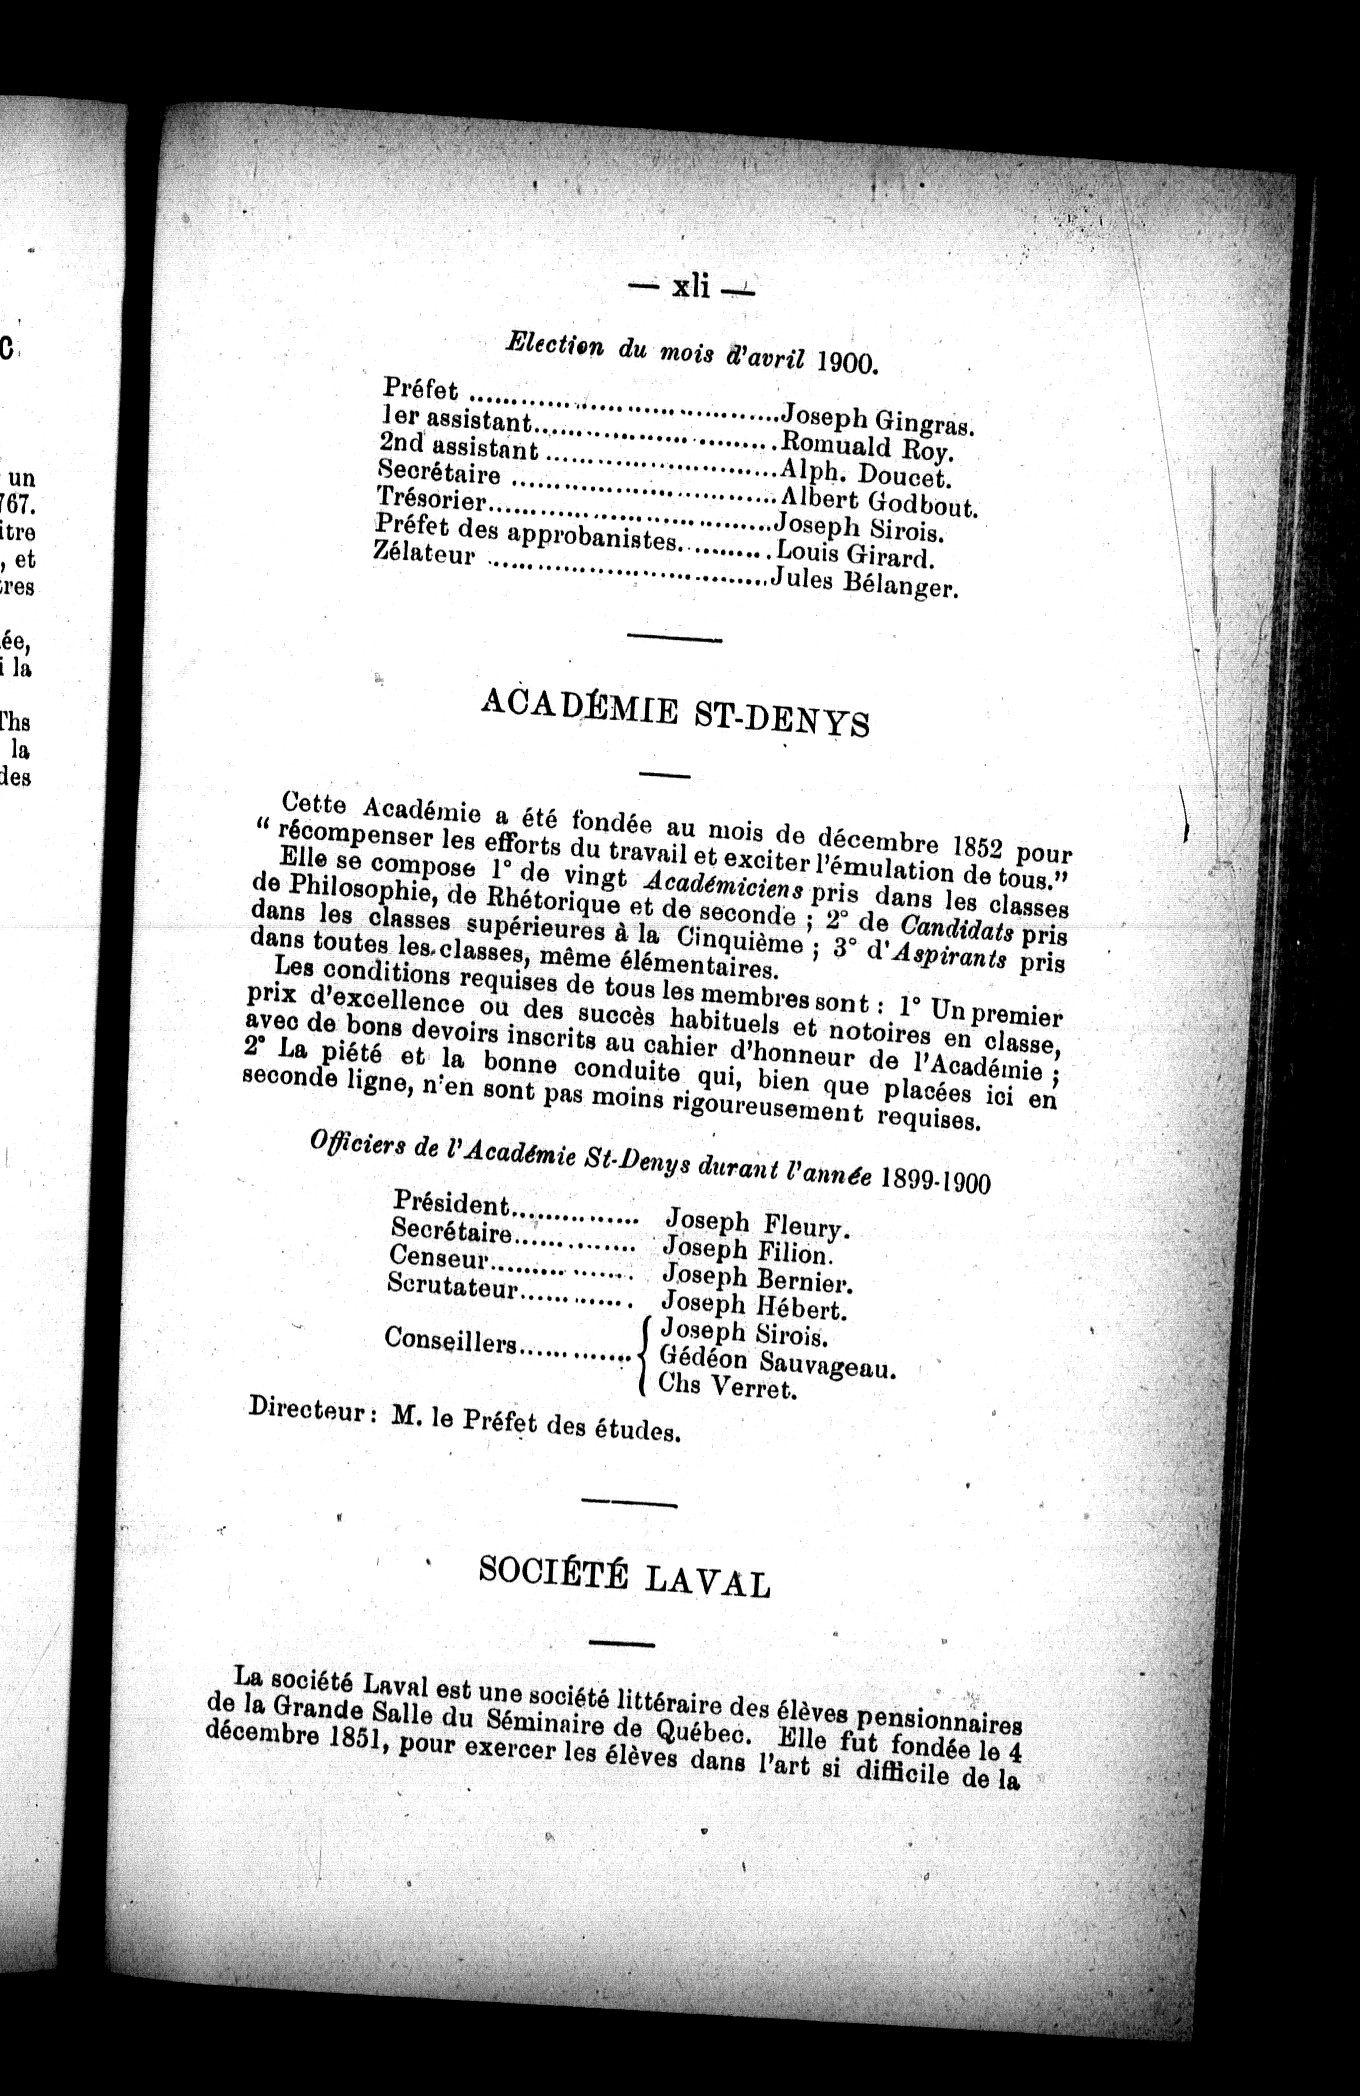 C
un
767.
itre
, et
tres
ée,
i la
Ths
la
des
— xli —
Election du mois d'avril 1900.
Préfet ........................................Joseph Gingras.
1er assistant................................Romuald Roy.
2nd assistant ..............................Alph. Doucet.
Secrétaire ..................................Albert Godbout.
Trésorier.....................................Joseph Sirois.
Préfet des approbanistes............Louis Girard.
Zélateur .....................................Jules Bélanger.
ACADÉMIE ST-DENYS
Cette Académie a été fondée au mois de décembre 1852 pour
“ récompenser les efforts du travail et exciter l'émulation de tous.”
Elle se compose 1° de vingt Académiciens pris dans les classes
de Philosophie, de Rhétorique et de seconde ; 2° de Candidats pris
dans les classes supérieures à la Cinquième ; 3° d'Aspirants pris
dans toutes les classes, même élémentaires.
Les conditions requises de tous les membres sont : 1° Un premier
prix d'excellence ou des succès habituels et notoires en classe,
avec de bons devoirs inscrits au cahier d'honneur de l'Académie ;
2° La piété et la bonne conduite qui, bien que placées ici en
seconde ligne, n'en sont pas moins rigoureusement requises.
Officiers de l'Académie St-Denys durant l'année 1899-1900
Président................ Joseph Fleury.
Secrétaire............... Joseph Filion.
Censeur.................. Joseph Bernier.
Scrutateur.............. Joseph Hébert.
Joseph Sirois.
Conseillers.............. { Gédéon Sauvageau.
Chs Verret.
Directeur : M. le Préfet des études.
SOCIÉTÉ LAVAL
La société Laval est une société littéraire des élèves pensionnaires
de la Grande Salle du Séminaire de Québec. Elle fut fondée le 4
décembre 1851, pour exercer les élèves dans l'art si difficile de la